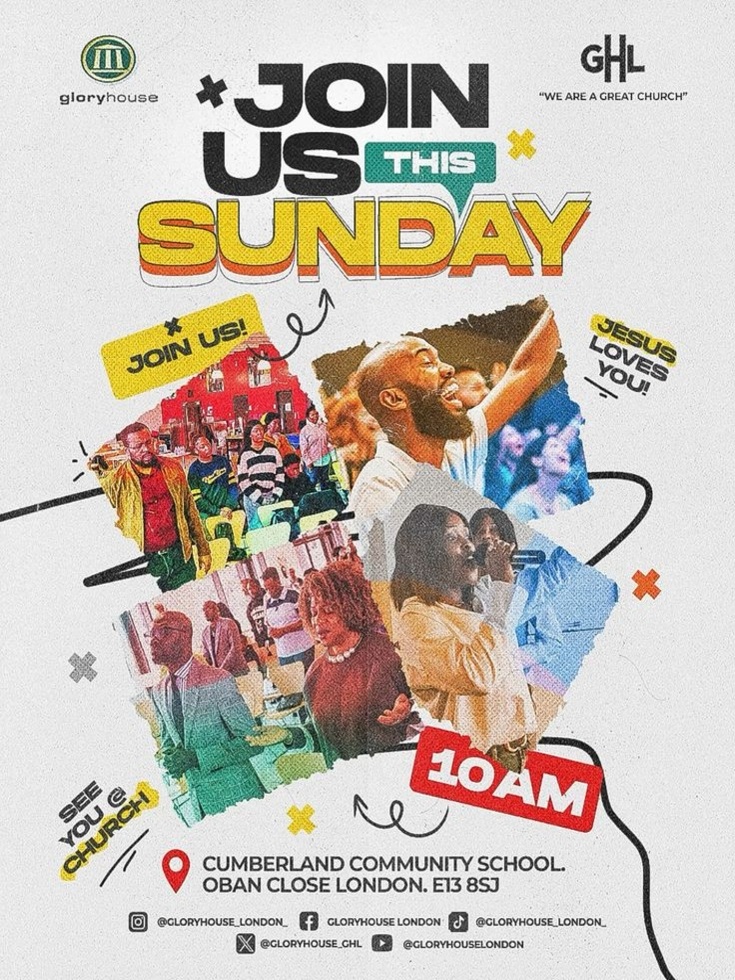 gloryhouse
GHL
"WE ARE A GREAT CHURCH"
JOIN
US THIS
SUNDAY
JOIN US!
JESUS
LOVES
YOU!
10AM
SEE
YOU @
CHURCH
CUMBERLAND COMMUNITY SCHOOL.
OBAN CLOSE LONDON. E13 8SJ
@GLORYHOUSE_LONDON_ GLORYHOUSE LONDON @GLORYHOUSE_LONDON_
@GLORYHOUSE_GHL @GLORYHOUSELONDON